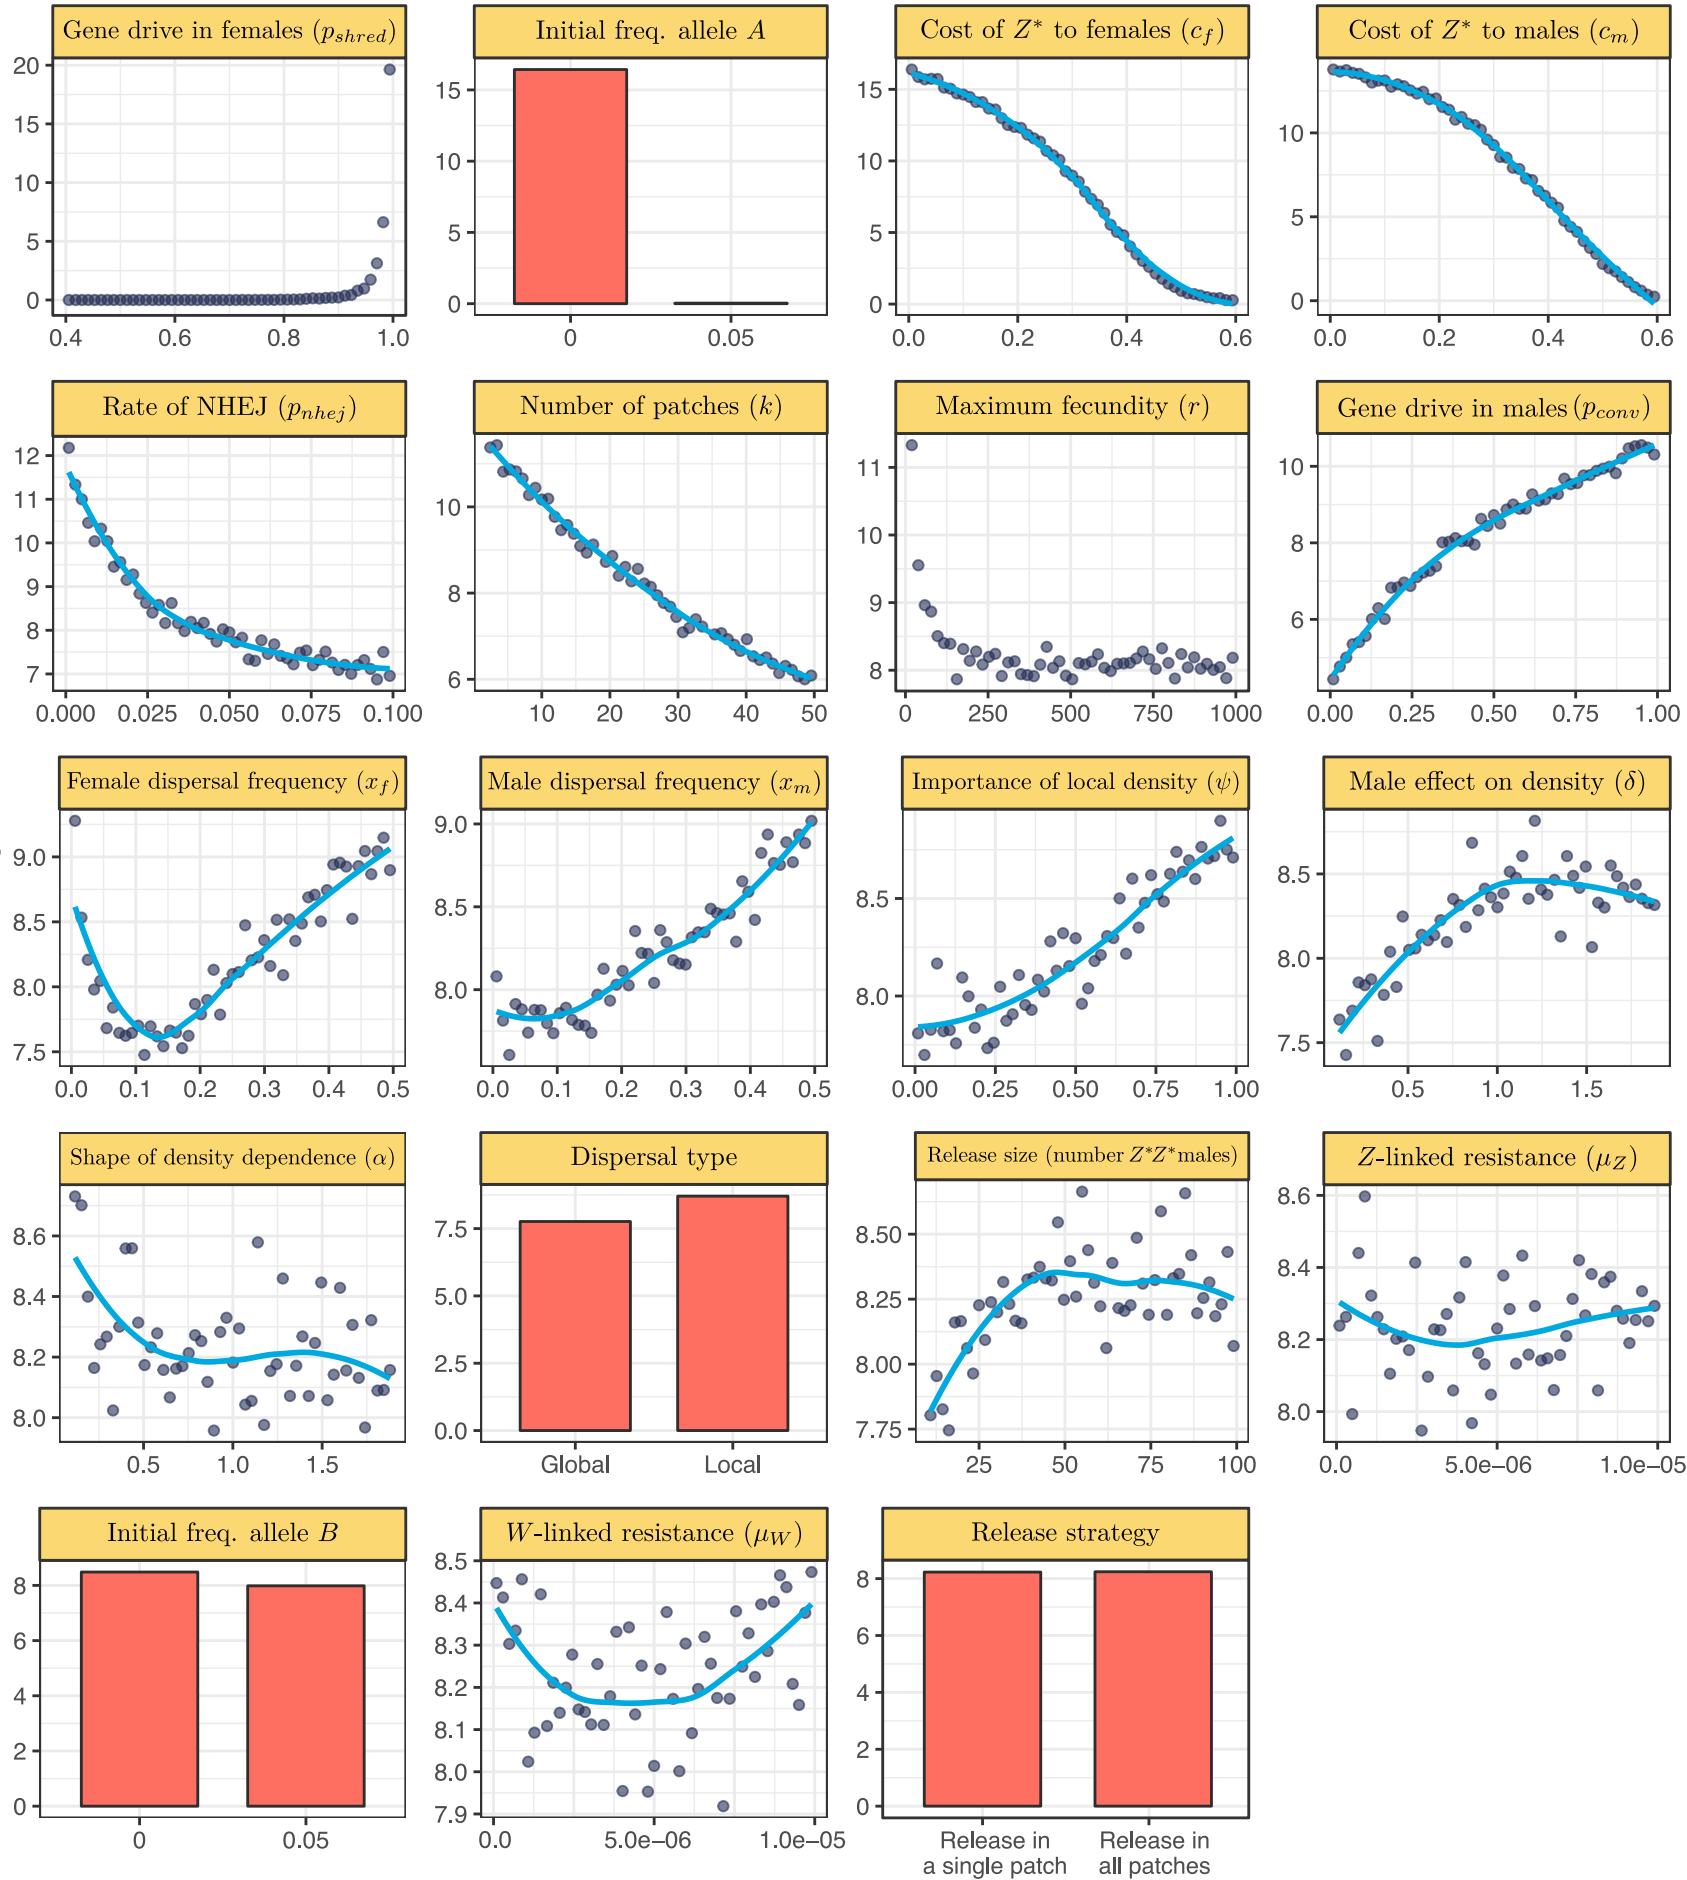 Gene drive in females (p_shred)
20
15
10
5
0
0.4 0.6 0.8 1.0
Initial freq. allele A
15
10
5
0
0 0.05
Cost of Z* to females (c_f)
15
10
5
0
0.0 0.2 0.4 0.6
Cost of Z* to males (c_m)
10
5
0
0.0 0.2 0.4 0.6
Rate of NHEJ (p_nhej)
12
11
10
9
8
7
0.000 0.025 0.050 0.075 0.100
Number of patches (k)
10
8
6
10 20 30 40 50
Maximum fecundity (r)
11
10
9
8
0 250 500 750 1000
Gene drive in males (p_conv)
10
8
6
0.00 0.25 0.50 0.75 1.00
Female dispersal frequency (x_f)
9.0
8.5
8.0
7.5
0.0 0.1 0.2 0.3 0.4 0.5
Male dispersal frequency (x_m)
9.0
8.5
8.0
0.0 0.1 0.2 0.3 0.4 0.5
Importance of local density (ψ)
8.5
8.0
0.00 0.25 0.50 0.75 1.00
Male effect on density (δ)
8.5
8.0
7.5
0.5 1.0 1.5
Shape of density dependence (α)
8.6
8.4
8.2
8.0
0.5 1.0 1.5
Dispersal type
7.5
5.0
2.5
0.0
Global Local
Release size (number Z*Z* males)
8.50
8.25
8.00
7.75
25 50 75 100
Z-linked resistance (μ_Z)
8.6
8.4
8.2
8.0
0.0 5.0e−06 1.0e−05
Initial freq. allele B
8
6
4
2
0
0 0.05
W-linked resistance (μ_W)
8.5
8.4
8.3
8.2
8.1
8.0
7.9
0.0 5.0e−06 1.0e−05
Release strategy
8
6
4
2
0
Release in Release in
a single patch all patches